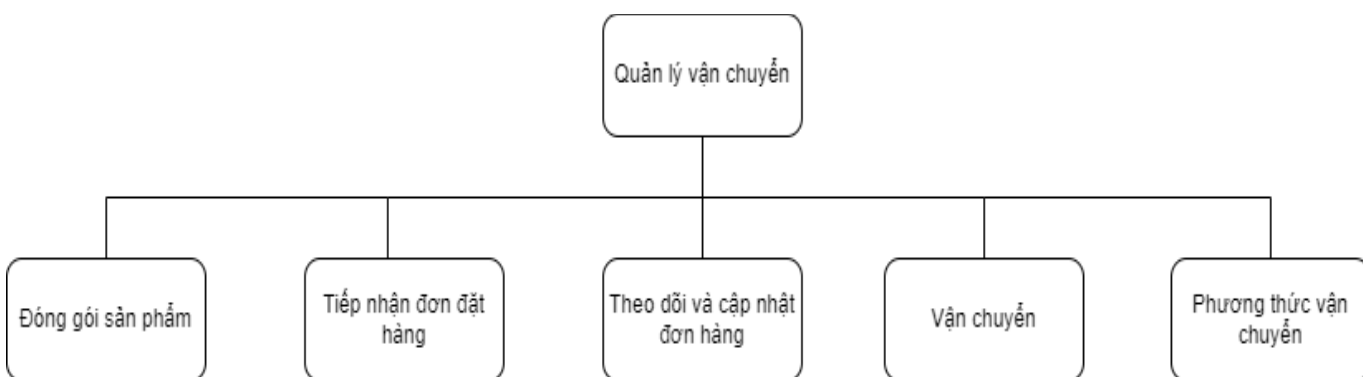 Quản lý vận chuyển
Đóng gói sản phẩm
Tiếp nhận đơn đặt
hàng
Theo dõi và cập nhật
đơn hàng
Vận chuyển
Phương thức vận
chuyển